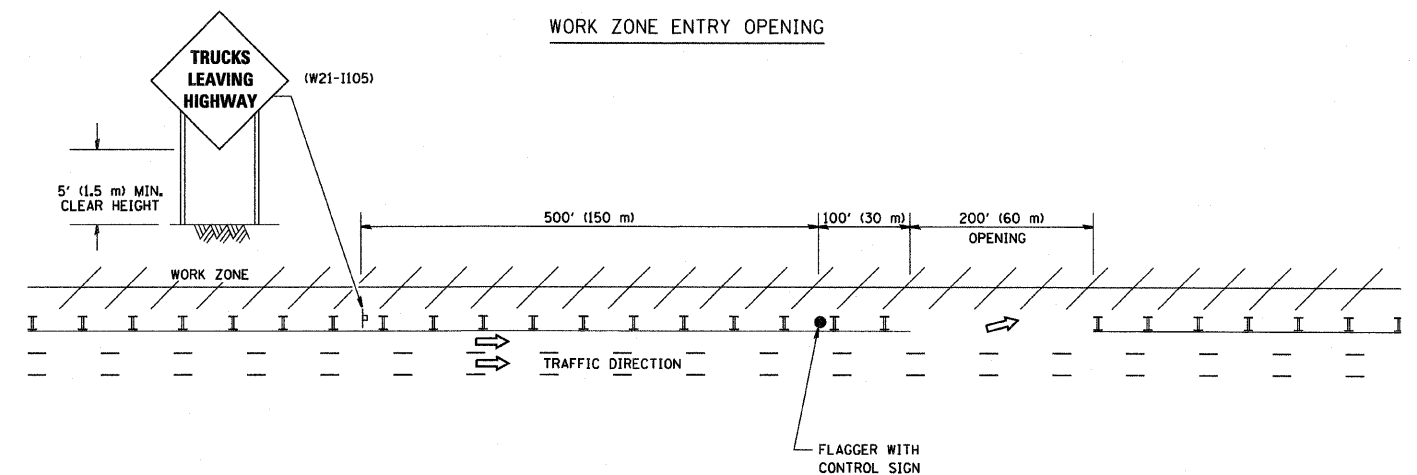 WORK ZONE ENTRY OPENING
TRUCKS
LEAVING
HIGHWAY
(W21-I105)
5' (1.5 m) MIN.
CLEAR HEIGHT
500' (150 m)
100' (30 m)
200' (60 m)
OPENING
WORK ZONE
TRAFFIC DIRECTION
FLAGGER WITH
CONTROL SIGN